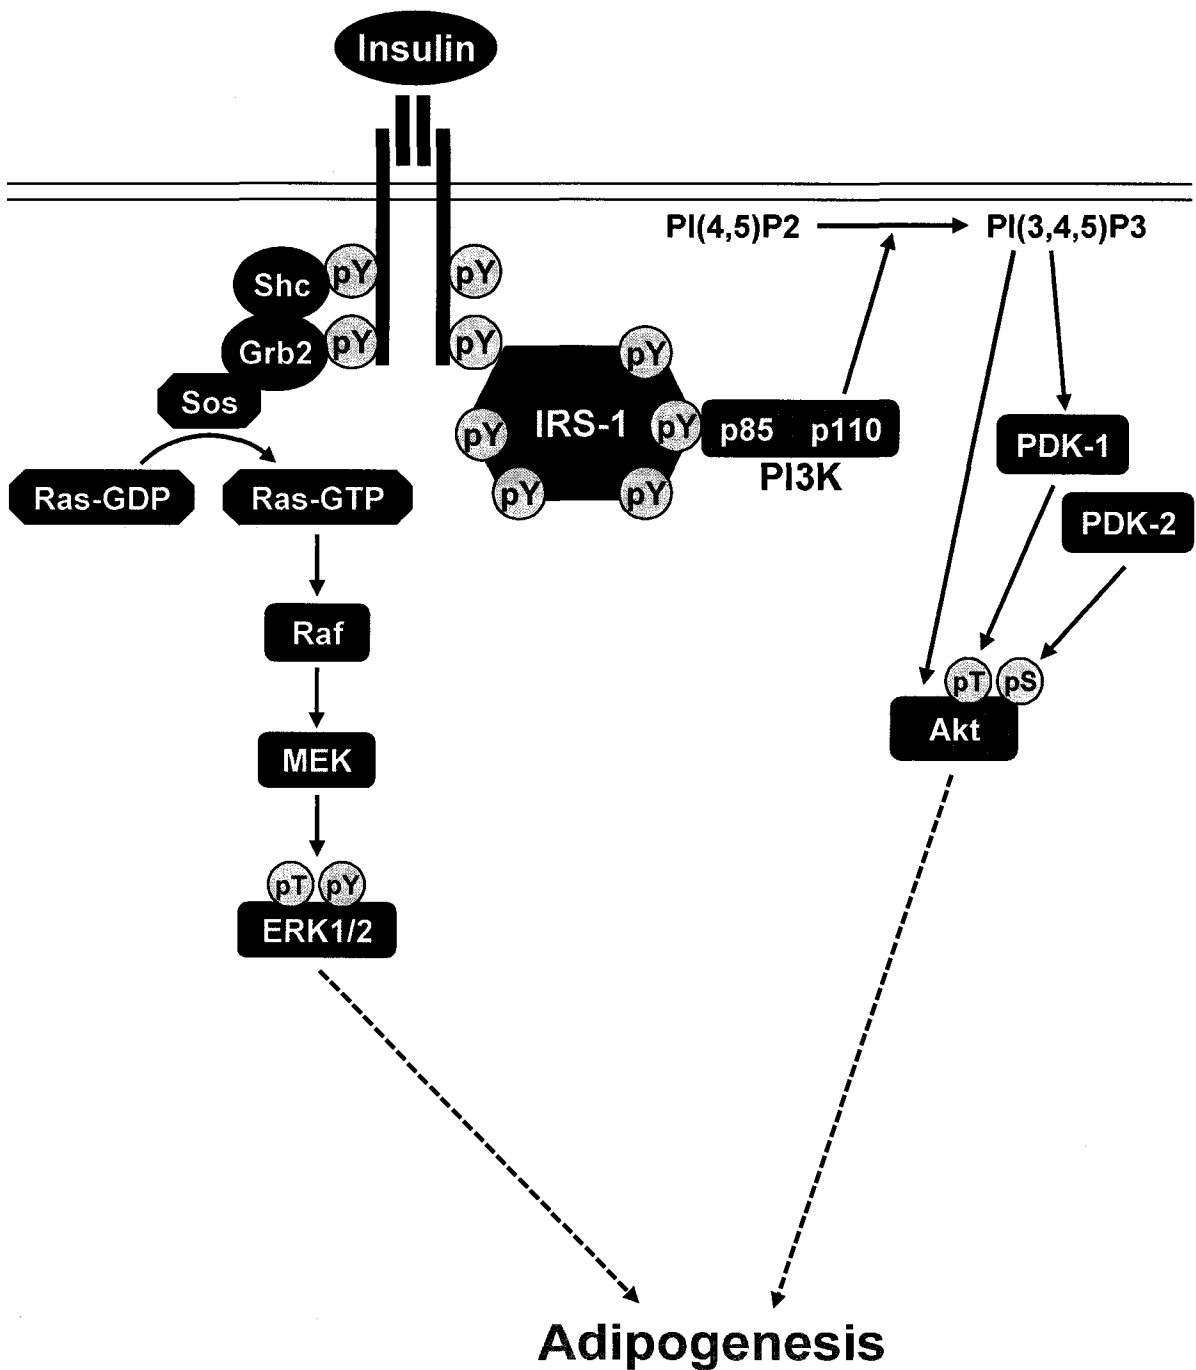 Insulin
PI(4,5)P2
PI(3,4,5)P3
Shc
pY
pY
Grb2
pY
pY
Sos
pY
IRS-1
pY
pY
pY
pY
p85
p110
PI3K
PDK-1
PDK-2
Ras-GDP
Ras-GTP
Raf
pT
pS
Akt
MEK
pT
pY
ERK1/2
Adipogenesis